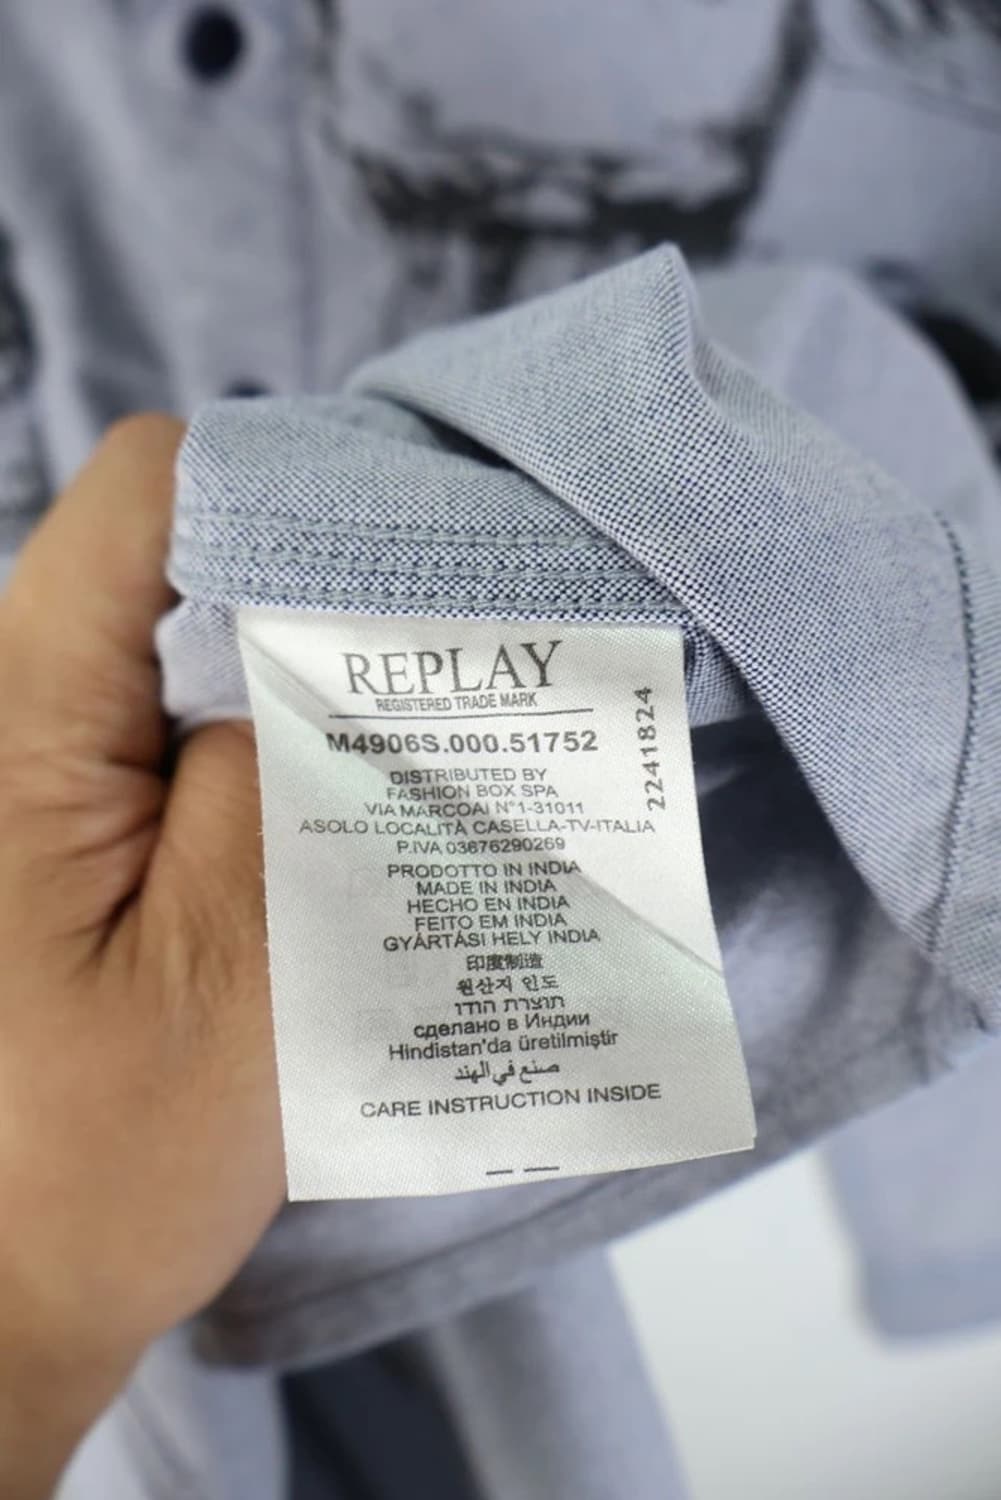 REPLAY
REGISTERED TRADE MARK
M4906S.000.51752
2241824
DISTRIBUTED BY
FASHION BOX SPA
VIA MARCOAI N°1-31011
ASOLO LOCALITÀ CASELLA-TV-ITALIA
P.IVA 03676290269
PRODOTTO IN INDIA
MADE IN INDIA
HECHO EN INDIA
FEITO EM INDIA
GYÁRTÁSI HELY INDIA
印度制造
원산지 인도
תוצרת הודו
сделано в Индии
Hindistan'da üretilmiştir
صنع في الهند
CARE INSTRUCTION INSIDE